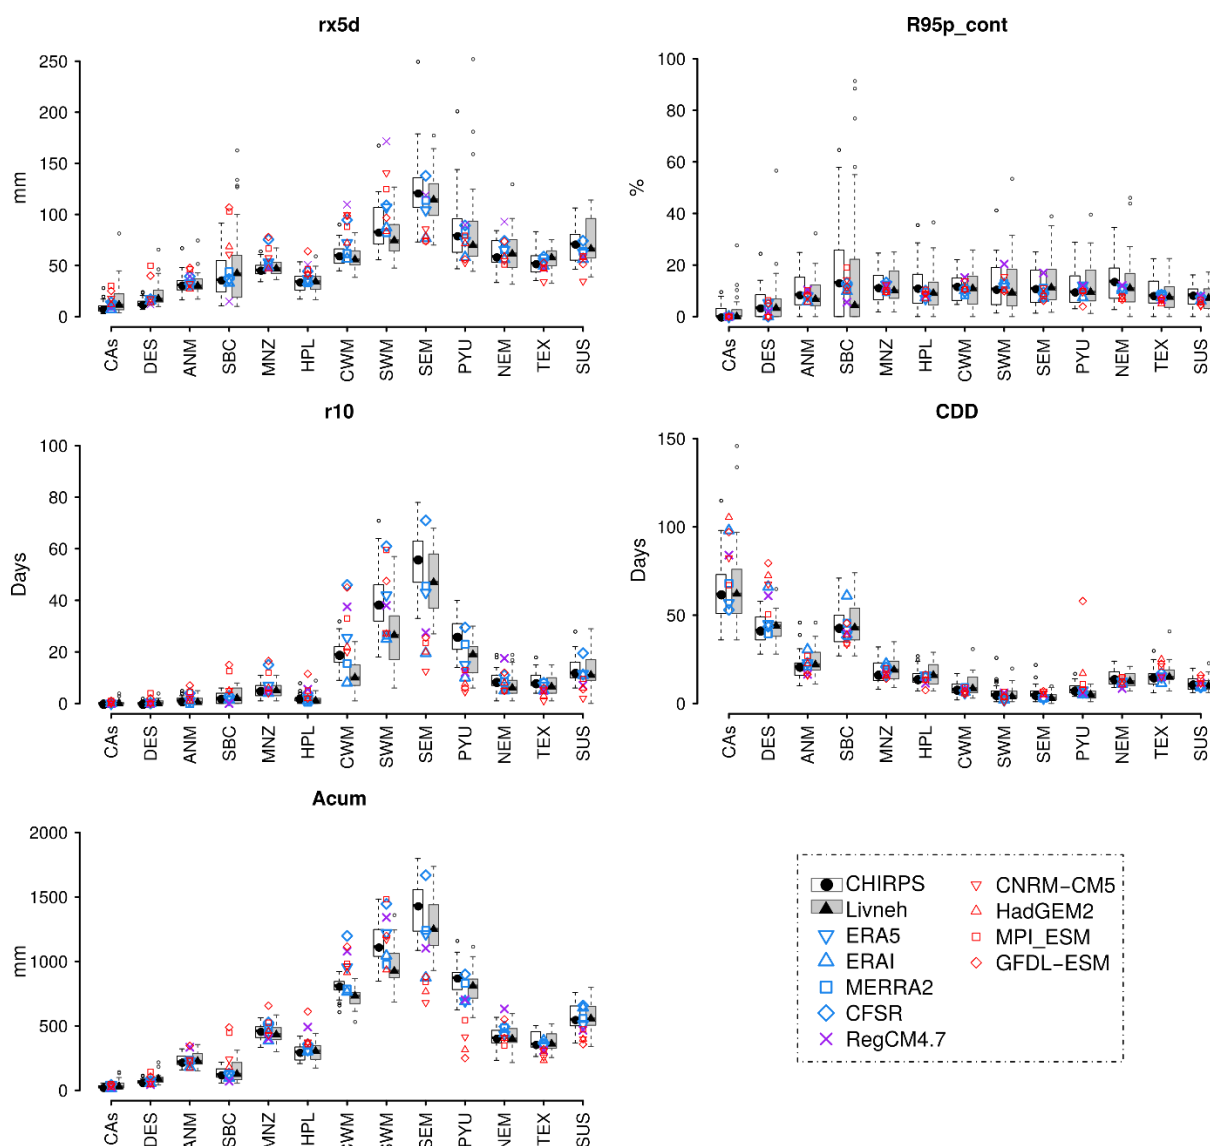 rx5d
R95p_cont
mm
250
200
150
100
50
0
CAs
DES
ANM
SBC
MNZ
HPL
CWM
SWM
SEM
PYU
NEM
TEX
SUS
%
100
80
60
40
20
0
CAs
DES
ANM
SBC
MNZ
HPL
CWM
SWM
SEM
PYU
NEM
TEX
SUS
r10
CDD
Days
100
80
60
40
20
0
CAs
DES
ANM
SBC
MNZ
HPL
CWM
SWM
SEM
PYU
NEM
TEX
SUS
Days
150
100
50
0
CAs
DES
ANM
SBC
MNZ
HPL
CWM
SWM
SEM
PYU
NEM
TEX
SUS
Acum
mm
2000
1500
1000
500
0
CAs
DES
ANM
SBC
MNZ
HPL
CWM
SWM
SEM
PYU
NEM
TEX
SUS
CHIRPS
Livneh
ERA5
ERAI
MERRA2
CFSR
RegCM4.7
CNRM−CM5
HadGEM2
MPI_ESM
GFDL−ESM